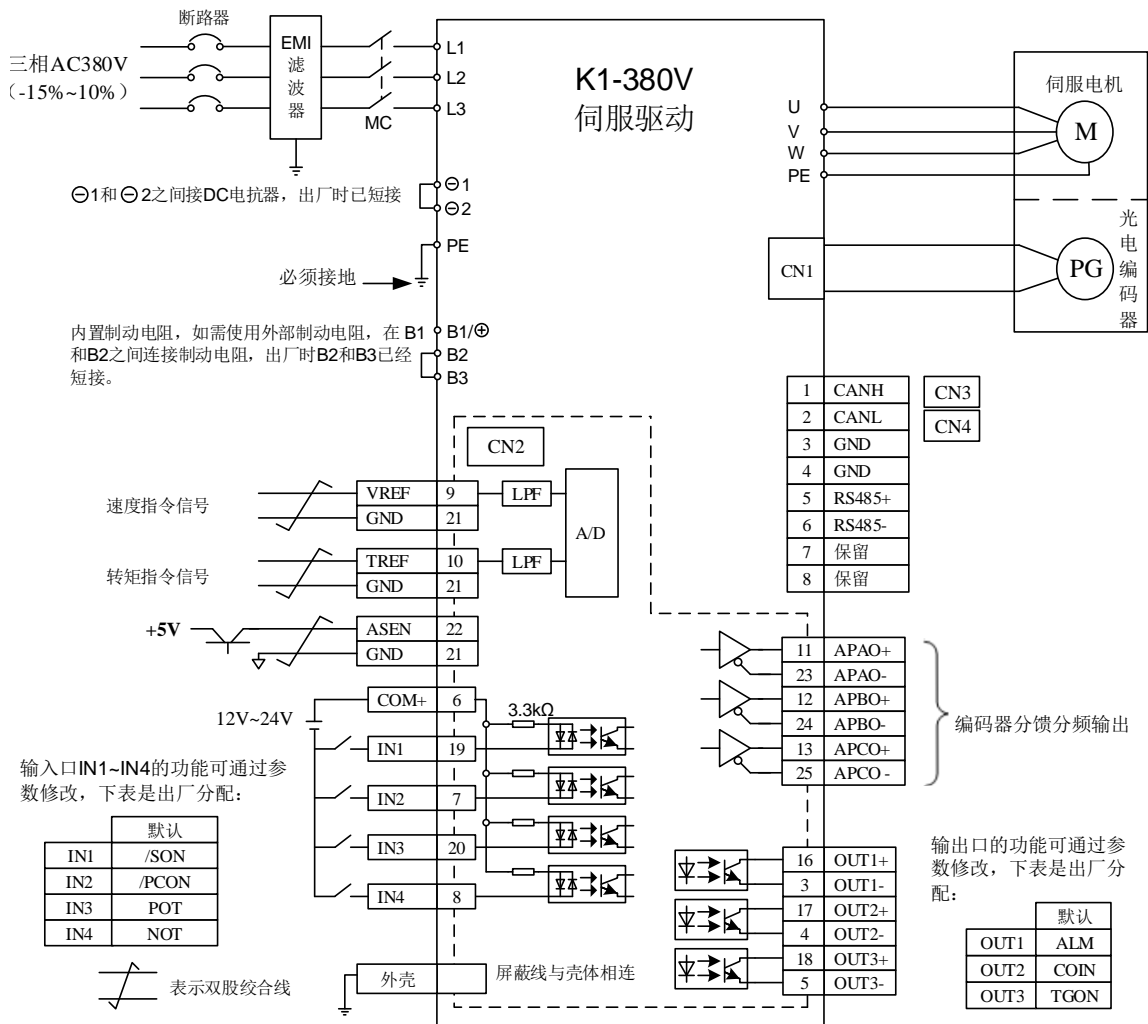 断路器
三相AC380V
(-15%~10%)
EMI
滤
波
器
MC
L1
L2
L3
K1-380V
伺服驱动
U
V
W
PE
伺服电机
M
光
电
编
码
器
PG
CN1
⊖1和⊖2之间接DC电抗器，出厂时已短接
⊖1
⊖2
PE
必须接地
内置制动电阻，如需使用外部制动电阻，在B1
和B2之间连接制动电阻，出厂时B2和B3已经
短接。
B1/⊕
B2
B3
1 CANH
2 CANL
3 GND
4 GND
5 RS485+
6 RS485-
7 保留
8 保留
CN3
CN4
CN2
速度指令信号
VREF 9
GND 21
LPF
转矩指令信号
TREF 10
GND 21
LPF
A/D
+5V
ASEN 22
GND 21
12V~24V
COM+ 6
3.3kΩ
IN1 19
IN2 7
IN3 20
IN4 8
11 APAO+
23 APAO-
12 APBO+
24 APBO-
13 APCO+
25 APCO-
编码器分馈分频输出
输入口IN1~IN4的功能可通过参
数修改，下表是出厂分配：
默认
IN1 /SON
IN2 /PCON
IN3 POT
IN4 NOT
表示双股绞合线
外壳
屏蔽线与壳体相连
16 OUT1+
3 OUT1-
17 OUT2+
4 OUT2-
18 OUT3+
5 OUT3-
输出口的功能可通过参
数修改，下表是出厂分
配：
默认
OUT1 ALM
OUT2 COIN
OUT3 TGON